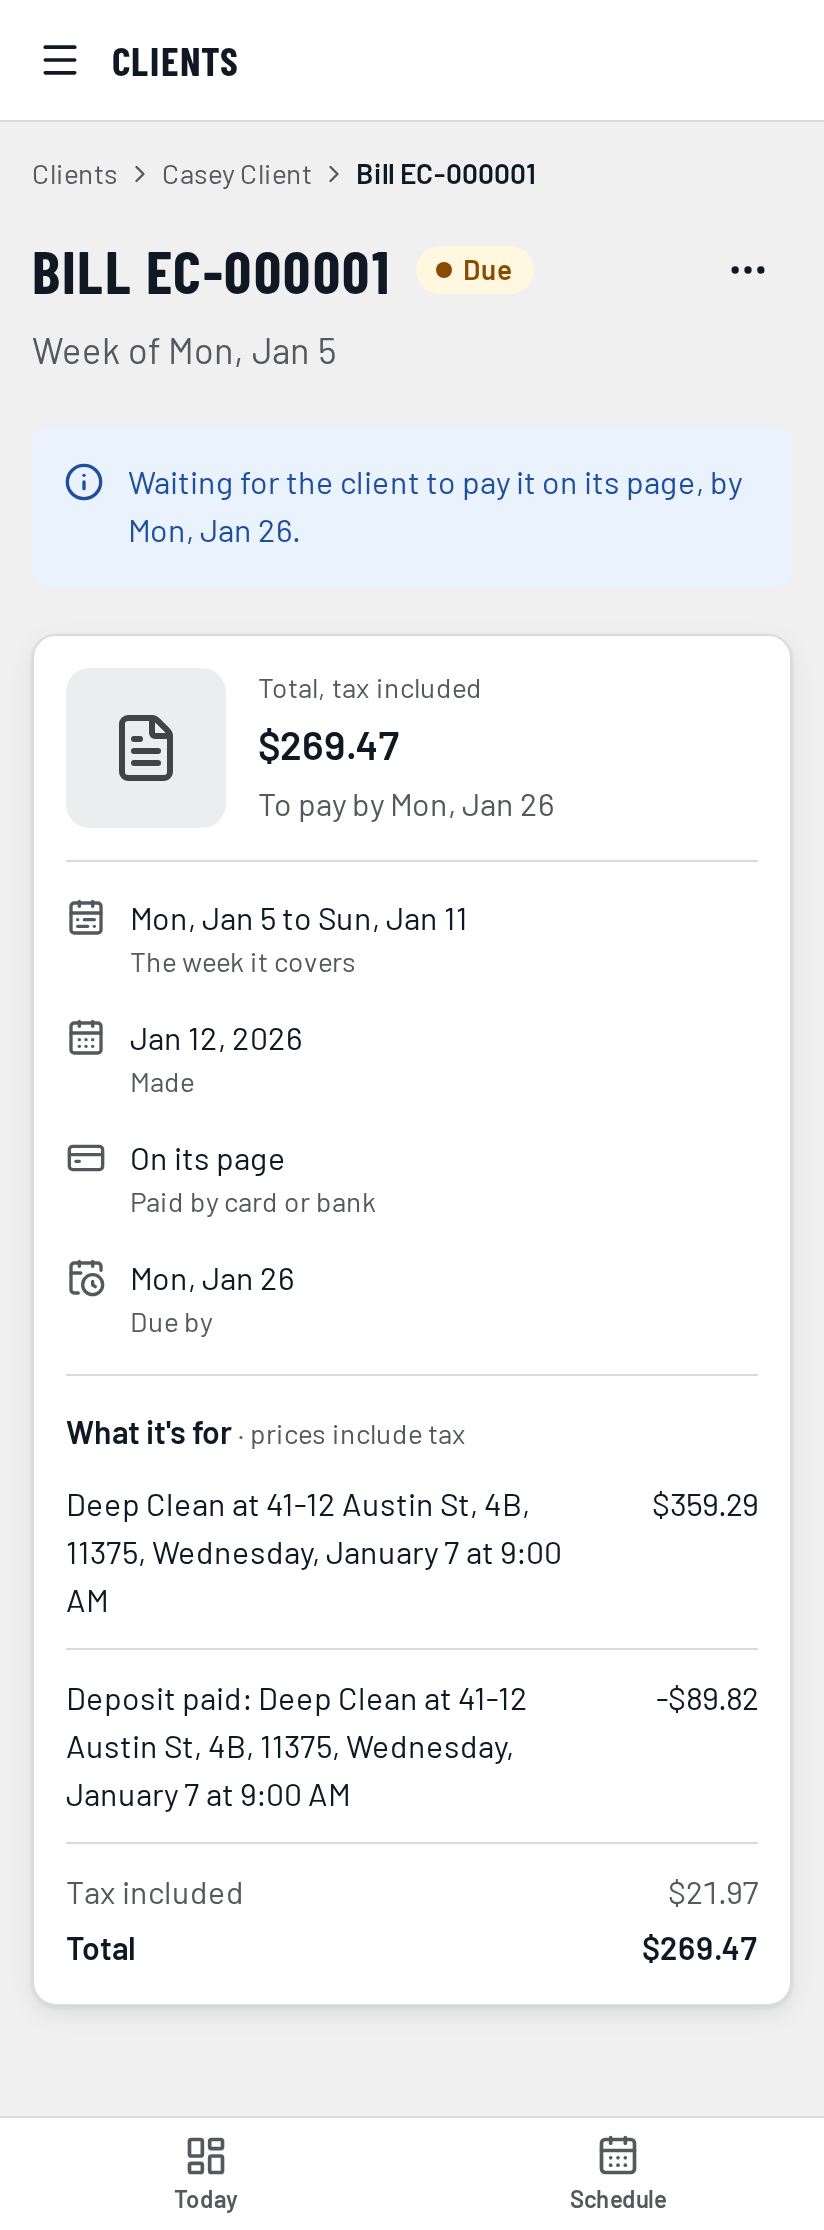 CLIENTS
Clients > Casey Client > Bill EC-000001
BILL EC-000001
Due
Week of Mon, Jan 5
Waiting for the client to pay it on its page, by
Mon, Jan 26.
Total, tax included
$269.47
To pay by Mon, Jan 26
Mon, Jan 5 to Sun, Jan 11
The week it covers
Jan 12, 2026
Made
On its page
Paid by card or bank
Mon, Jan 26
Due by
What it's for · prices include tax
Deep Clean at 41-12 Austin St, 4B, $359.29
11375, Wednesday, January 7 at 9:00
AM
Deposit paid: Deep Clean at 41-12 -$89.82
Austin St, 4B, 11375, Wednesday,
January 7 at 9:00 AM
Tax included $21.97
Total $269.47
Today Schedule